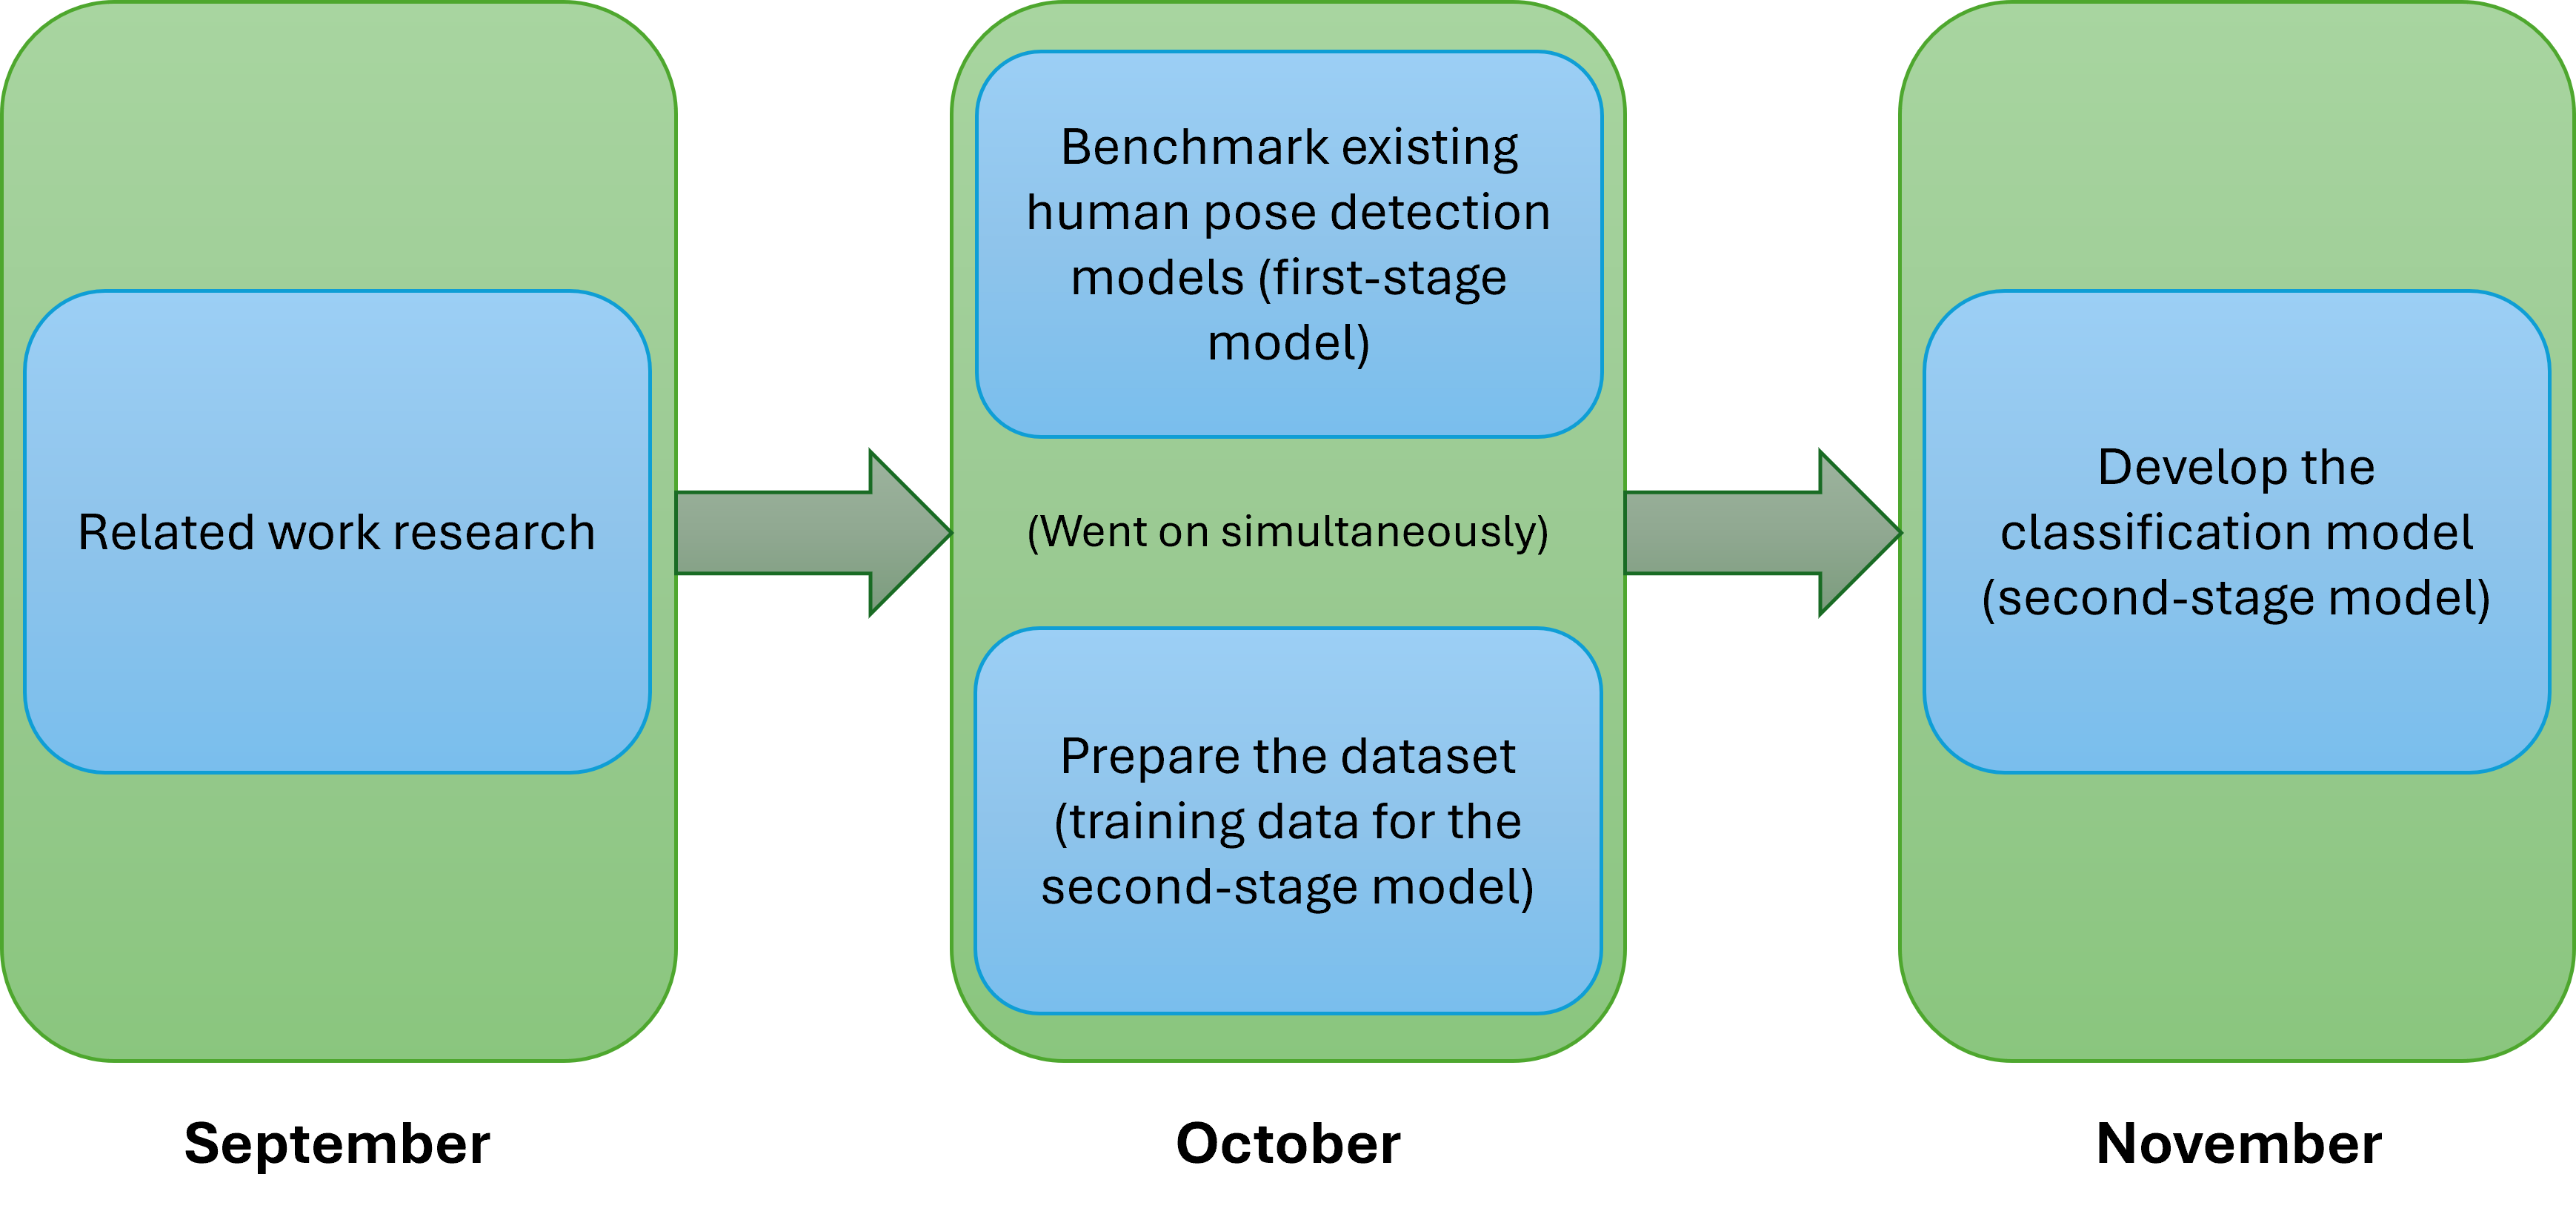 Related work research
September
Benchmark existing
human pose detection
models (first-stage
model)
(Went on simultaneously)
Prepare the dataset
(training data for the
second-stage model)
October
Develop the
classification model
(second-stage model)
November